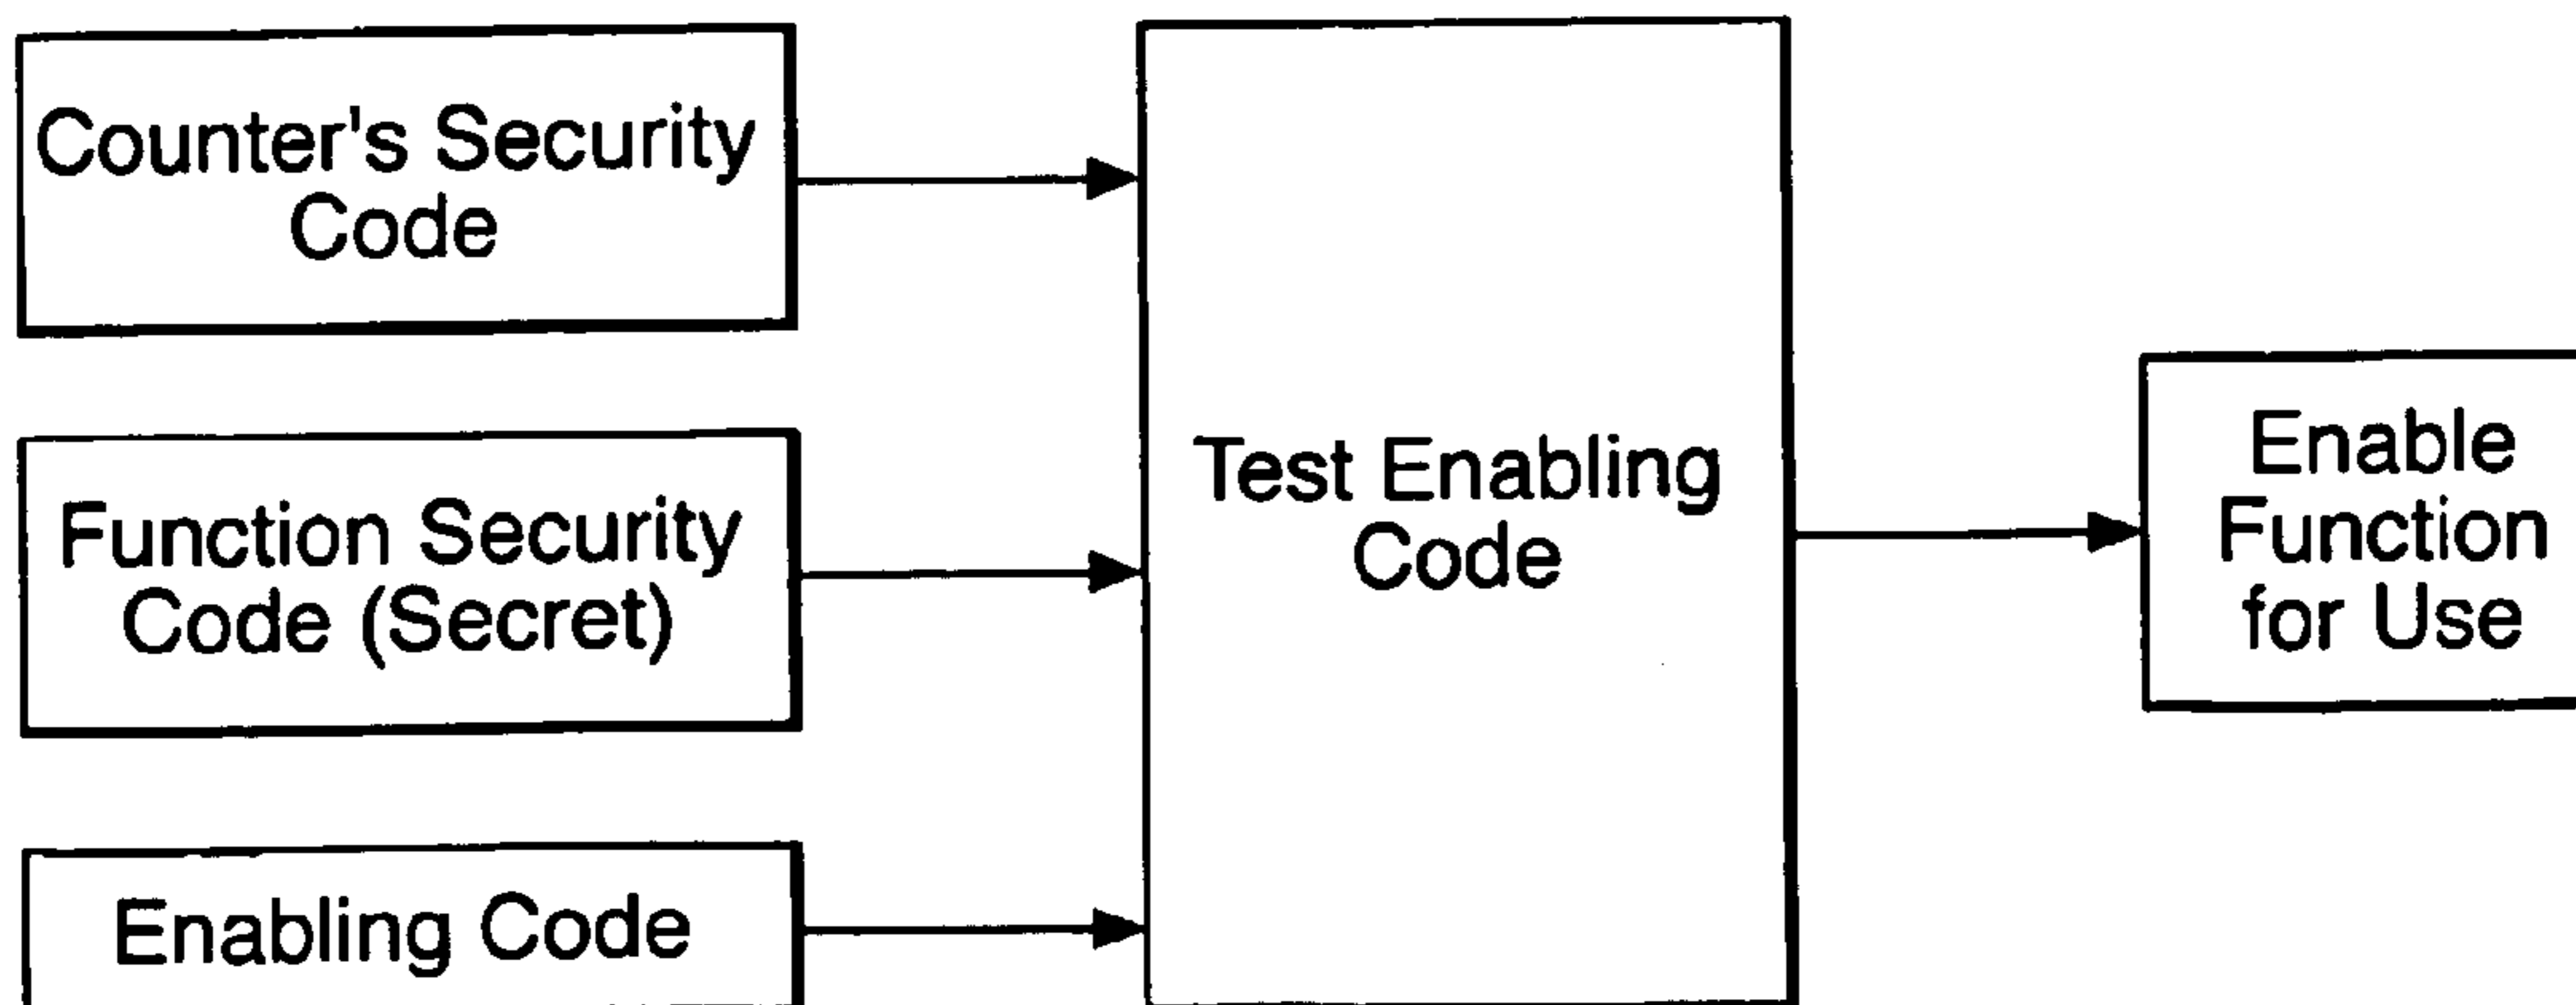 Counter's Security
Code
Function Security
Code (Secret)
Enabling Code
Test Enabling
Code
Enable
Function
for Use